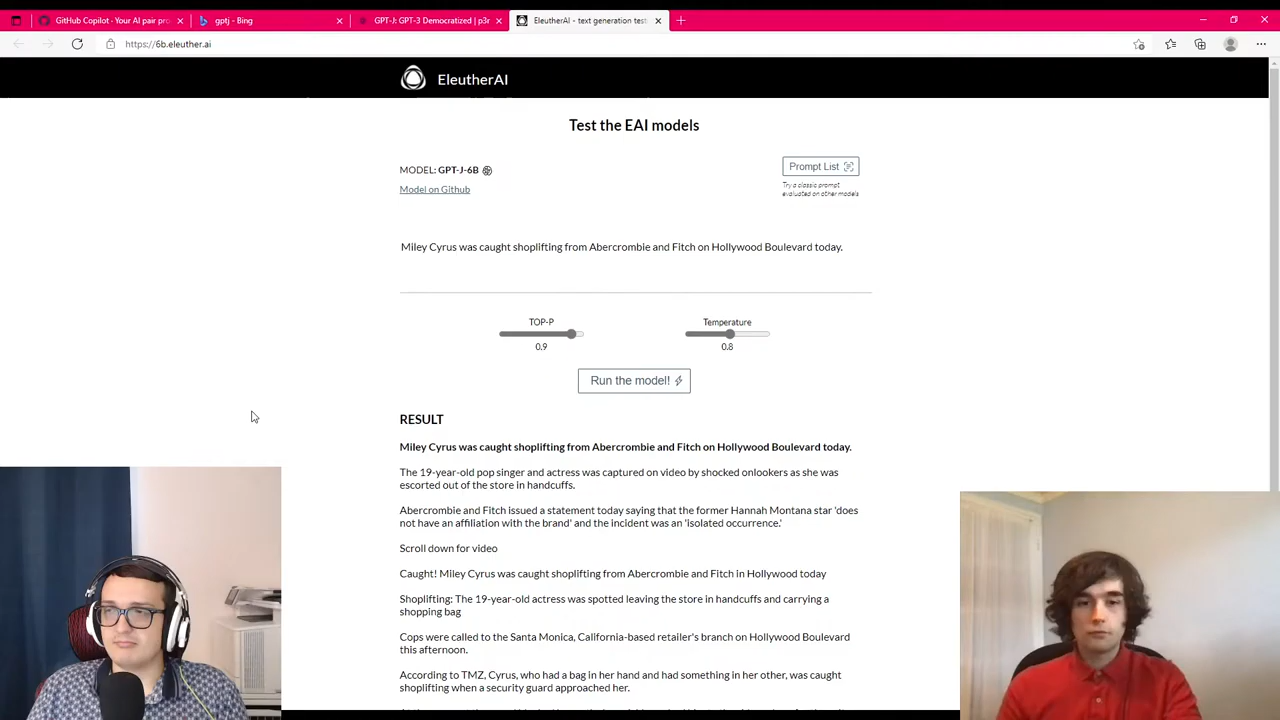 GitHub Copilot · Your AI pair pro
gptj - Bing
GPT-J: GPT-3 Democratized | p3r
EleutherAI - text generation test
https://6b.eleuther.ai
EleutherAI
Test the EAI models
MODEL: GPT-J-6B
Prompt List
Model on Github
Try a classic prompt
evaluated on other models
Miley Cyrus was caught shoplifting from Abercrombie and Fitch on Hollywood Boulevard today.
TOP-P
Temperature
0.9
0.8
Run the model!
RESULT
Miley Cyrus was caught shoplifting from Abercrombie and Fitch on Hollywood Boulevard today.
The 19-year-old pop singer and actress was captured on video by shocked onlookers as she was
escorted out of the store in handcuffs.
Abercrombie and Fitch issued a statement today saying that the former Hannah Montana star 'does
not have an affiliation with the brand' and the incident was an 'isolated occurrence.'
Scroll down for video
Caught! Miley Cyrus was caught shoplifting from Abercrombie and Fitch in Hollywood today
Shoplifting: The 19-year-old actress was spotted leaving the store in handcuffs and carrying a
shopping bag
Cops were called to the Santa Monica, California-based retailer's branch on Hollywood Boulevard
this afternoon.
According to TMZ, Cyrus, who had a bag in her hand and had something in her other, was caught
shoplifting when a security guard approached her.